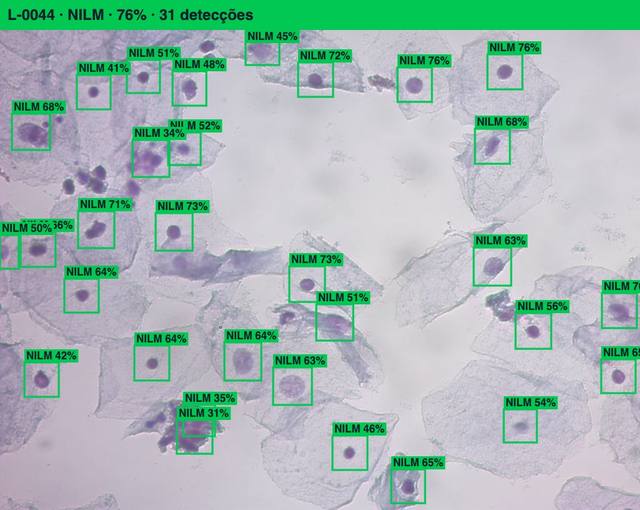 L-0044 · NILM · 76% · 31 detecções
NILM 45%
NILM 51%
NILM 72%
NILM 76%
NILM 76%
NILM 41%
NILM 48%
NILM 68%
NILM 34%
NILM 52%
NILM 68%
NILM 71%
NILM 73%
NILM 50%
NILM 63%
NILM 64%
NILM 73%
NILM 51%
NILM 56%
NILM
NILM 42%
NILM 64%
NILM 64%
NILM 63%
NILM
NILM 35%
NILM 31%
NILM 46%
NILM 54%
NILM 65%